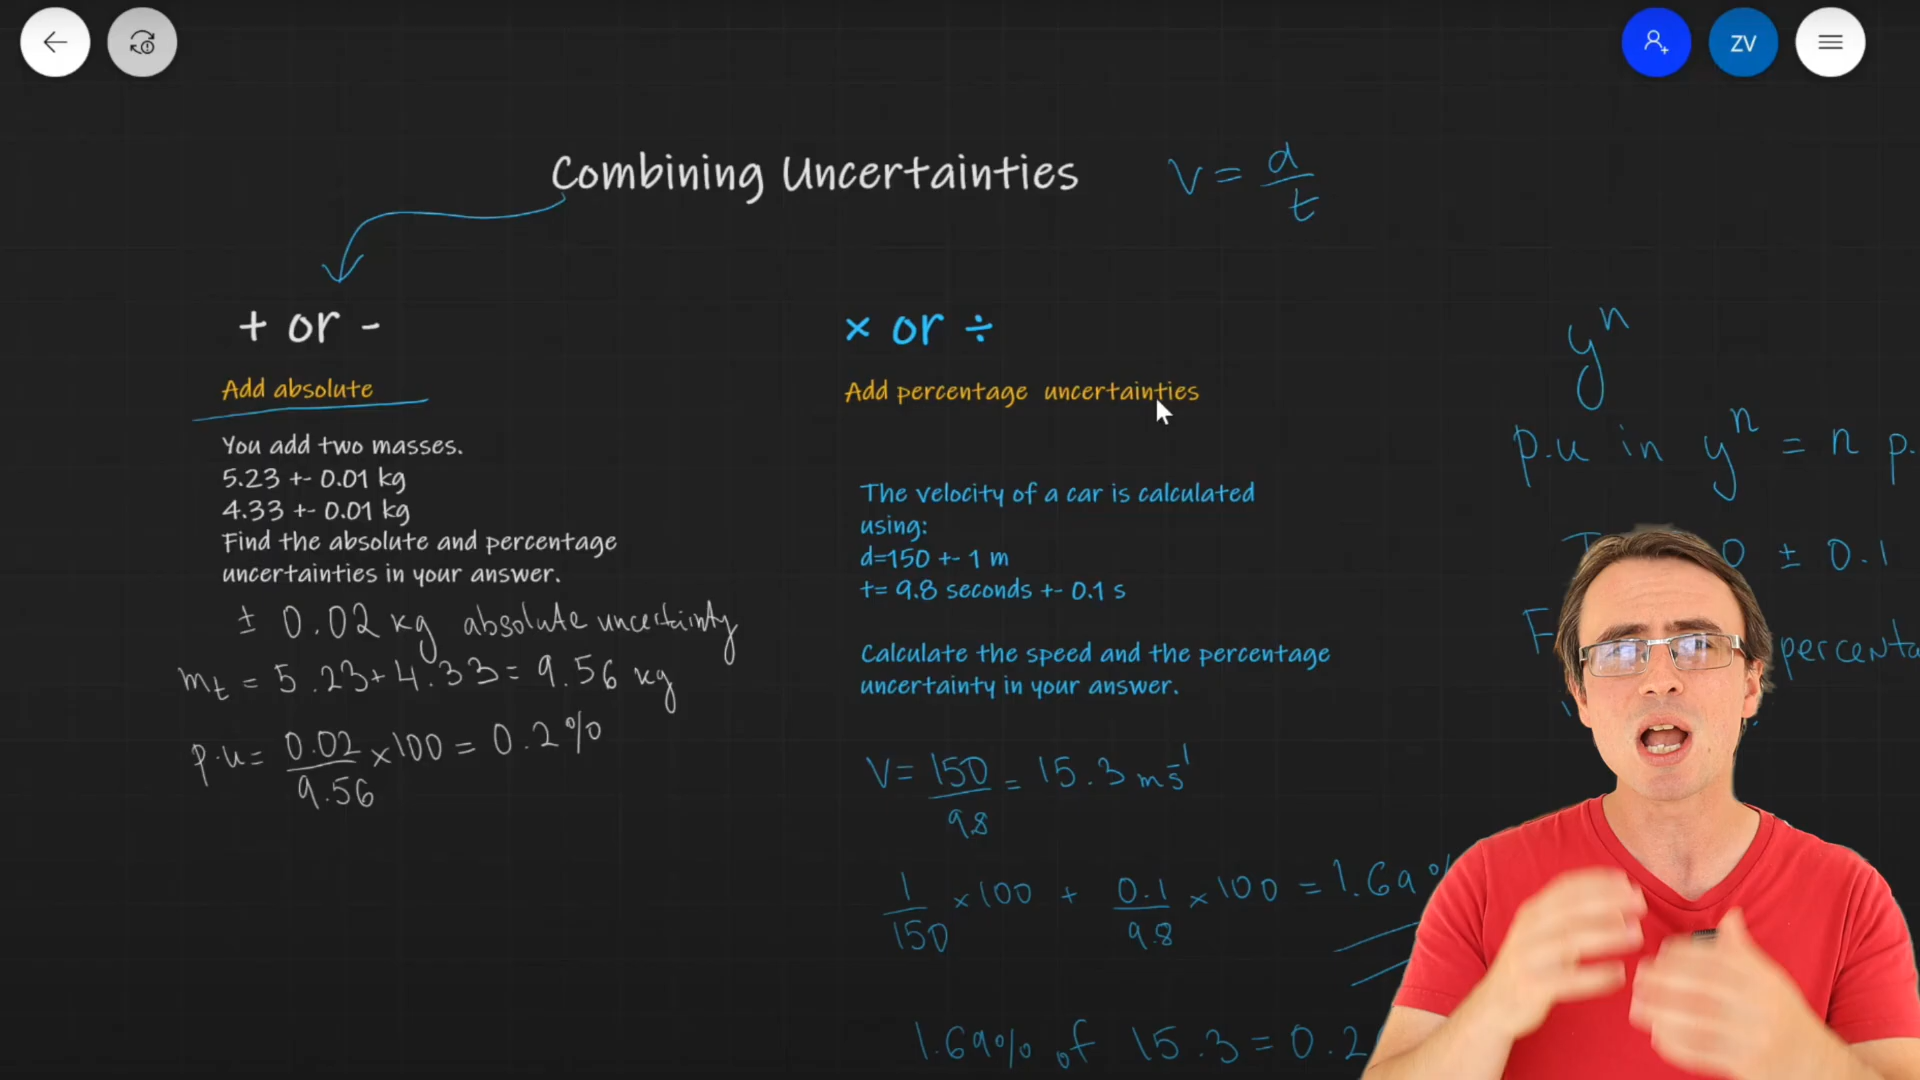 ZV
Combining Uncertainties
v = d/t
+ or -
Add absolute
You add two masses.
5.23 +- 0.01 kg
4.33 +- 0.01 kg
Find the absolute and percentage
uncertainties in your answer.
± 0.02 kg absolute uncertainty
mt = 5.23 + 4.33 = 9.56 kg
p.u = 0.02/9.56 × 100 = 0.2 %
× or ÷
Add percentage uncertainties
The velocity of a car is calculated
using:
d=150 +- 1 m
t= 9.8 seconds +- 0.1 s
Calculate the speed and the percentage
uncertainty in your answer.
V = 150/9.8 = 15.3 ms⁻¹
1/150 × 100 + 0.1/9.8 × 100 = 1.69%
1.69% of 15.3 = 0.2
yⁿ
p.u in yⁿ = n p.
0 ± 0.1